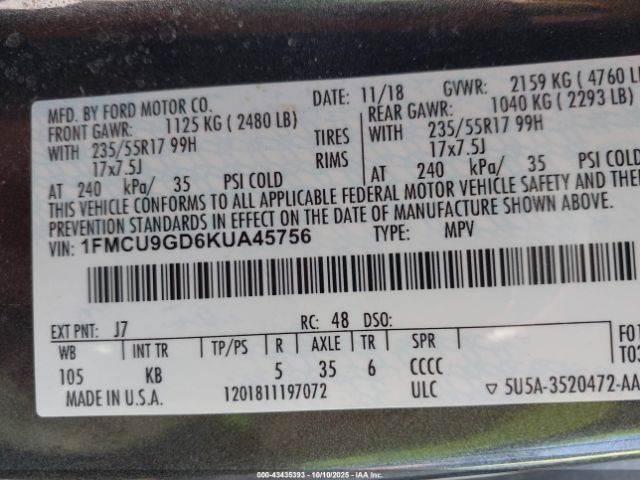 MFD. BY FORD MOTOR CO. DATE: 11/18 GVWR: 2159 KG ( 4760 L
FRONT GAWR: 1125 KG ( 2480 LB) REAR GAWR: 1040 KG ( 2293 LB)
WITH 235/55R17 99H TIRES WITH 235/55R17 99H
17x7.5J RIMS 17x7.5J
AT 240 kPa/ 35 PSI COLD AT 240 kPa/ 35 PSI COLD
THIS VEHICLE CONFORMS TO ALL APPLICABLE FEDERAL MOTOR VEHICLE SAFETY AND THE
PREVENTION STANDARDS IN EFFECT ON THE DATE OF MANUFACTURE SHOWN ABOVE.
VIN: 1FMCU9GD6KUA45756 TYPE: MPV
EXT PNT: J7 RC: 48 DSO:
WB INT TR TP/PS R AXLE TR SPR
105 KB 5 35 6 CCCC
MADE IN U.S.A. 1201811197072 ULC ▽ 5U5A-3520472-AA
F01
T03
000-43435393 10/10/2025 IAA Inc.